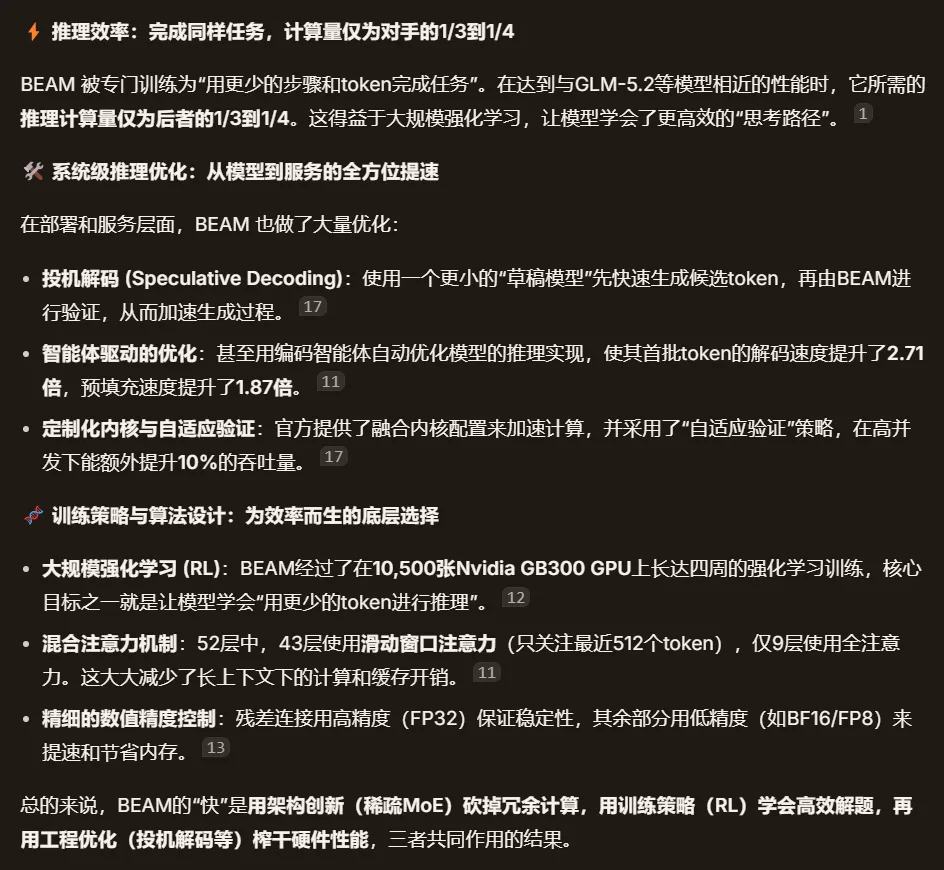 ⚡ 推理效率：完成同样任务，计算量仅为对手的1/3到1/4
BEAM 被专门训练为“用更少的步骤和token完成任务”。在达到与GLM-5.2等模型相近的性能时，它所需的
推理计算量仅为后者的1/3到1/4。这得益于大规模强化学习，让模型学会了更高效的“思考路径”。 1
🛠️ 系统级推理优化：从模型到服务的全方位提速
在部署和服务层面，BEAM 也做了大量优化：
• 投机解码 (Speculative Decoding)：使用一个更小的“草稿模型”先快速生成候选token，再由BEAM进
行验证，从而加速生成过程。 17
• 智能体驱动的优化：甚至用编码智能体自动优化模型的推理实现，使其首批token的解码速度提升了2.71
倍，预填充速度提升了1.87倍。 11
• 定制化内核与自适应验证：官方提供了融合内核配置来加速计算，并采用了“自适应验证”策略，在高并
发下能额外提升10%的吞吐量。 17
🧬 训练策略与算法设计：为效率而生的底层选择
• 大规模强化学习 (RL)：BEAM经过了在10,500张Nvidia GB300 GPU上长达四周的强化学习训练，核心
目标之一就是让模型学会“用更少的token进行推理”。 12
• 混合注意力机制：52层中，43层使用滑动窗口注意力（只关注最近512个token），仅9层使用全注意
力。这大大减少了长上下文下的计算和缓存开销。 11
• 精细的数值精度控制：残差连接用高精度（FP32）保证稳定性，其余部分用低精度（如BF16/FP8）来
提速和节省内存。 13
总的来说，BEAM的“快”是用架构创新（稀疏MoE）砍掉冗余计算，用训练策略（RL）学会高效解题，再
用工程优化（投机解码等）榨干硬件性能，三者共同作用的结果。